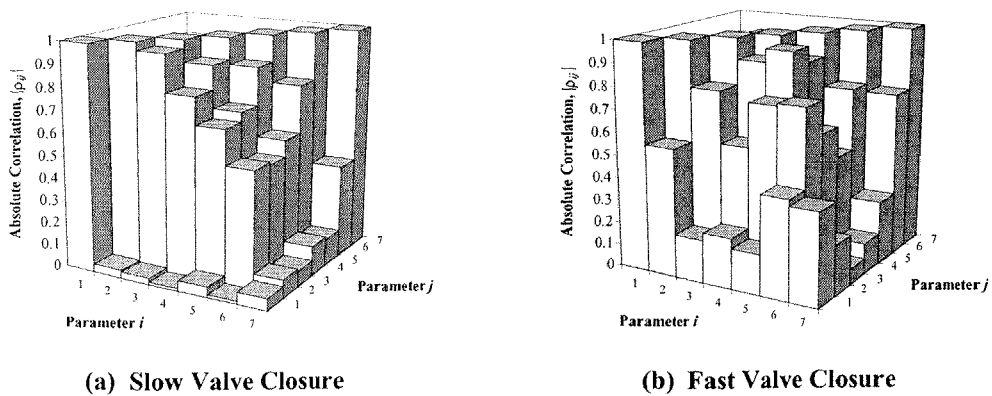 Absolute Correlation, |ρij|
1
0.9
0.8
0.7
0.6
0.5
0.4
0.3
0.2
0.1
0
1 2 3 4 5 6 7
Parameter i
1 2 3 4 5 6 7
Parameter j
(a) Slow Valve Closure
Absolute Correlation, |ρij|
1
0.9
0.8
0.7
0.6
0.5
0.4
0.3
0.2
0.1
0
1 2 3 4 5 6 7
Parameter i
1 2 3 4 5 6 7
Parameter j
(b) Fast Valve Closure